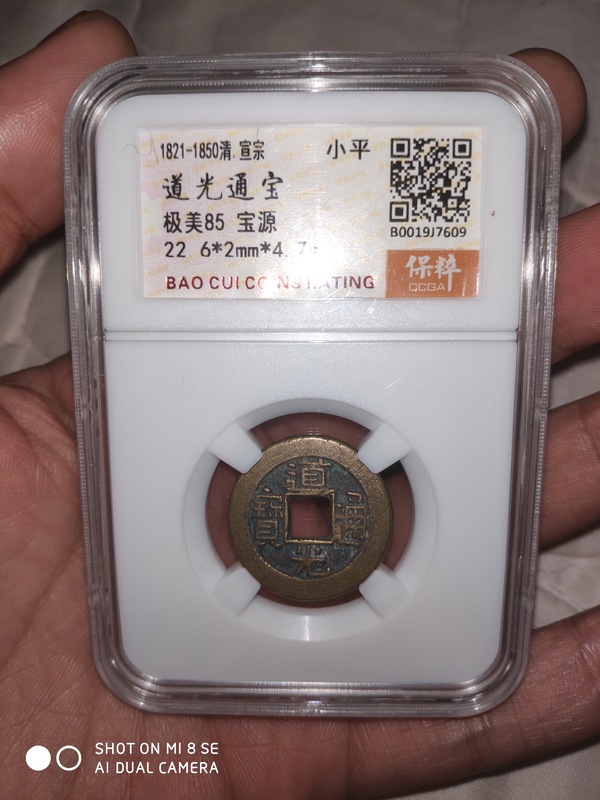 1821-1850清.宣宗 小平
道光通宝
极美85 宝源
22.6*2mm*4.7g
B0019J7609
BAO CUI COINS RATING
保粹
CCGA
道光通寶
SHOT ON MI 8 SE
AI DUAL CAMERA